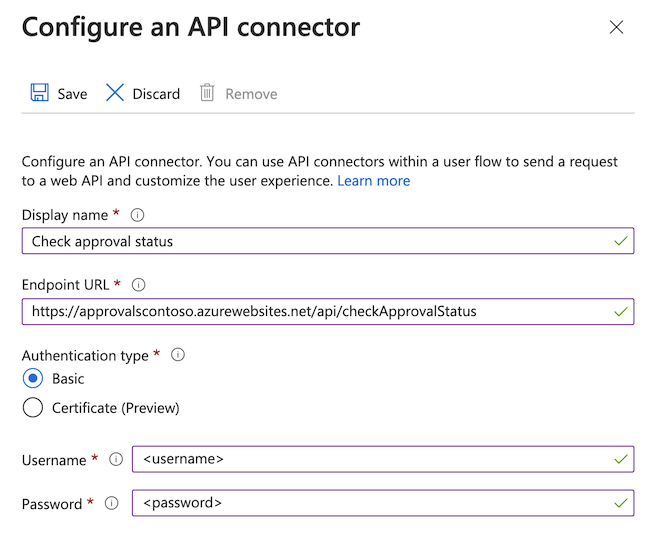 Configure an API connector
Save Discard Remove
Configure an API connector. You can use API connectors within a user flow to send a request
to a web API and customize the user experience. Learn more
Display name *
Check approval status
Endpoint URL *
https://approvalscontoso.azurewebsites.net/api/checkApprovalStatus
Authentication type *
Basic
Certificate (Preview)
Username * <username>
Password * <password>